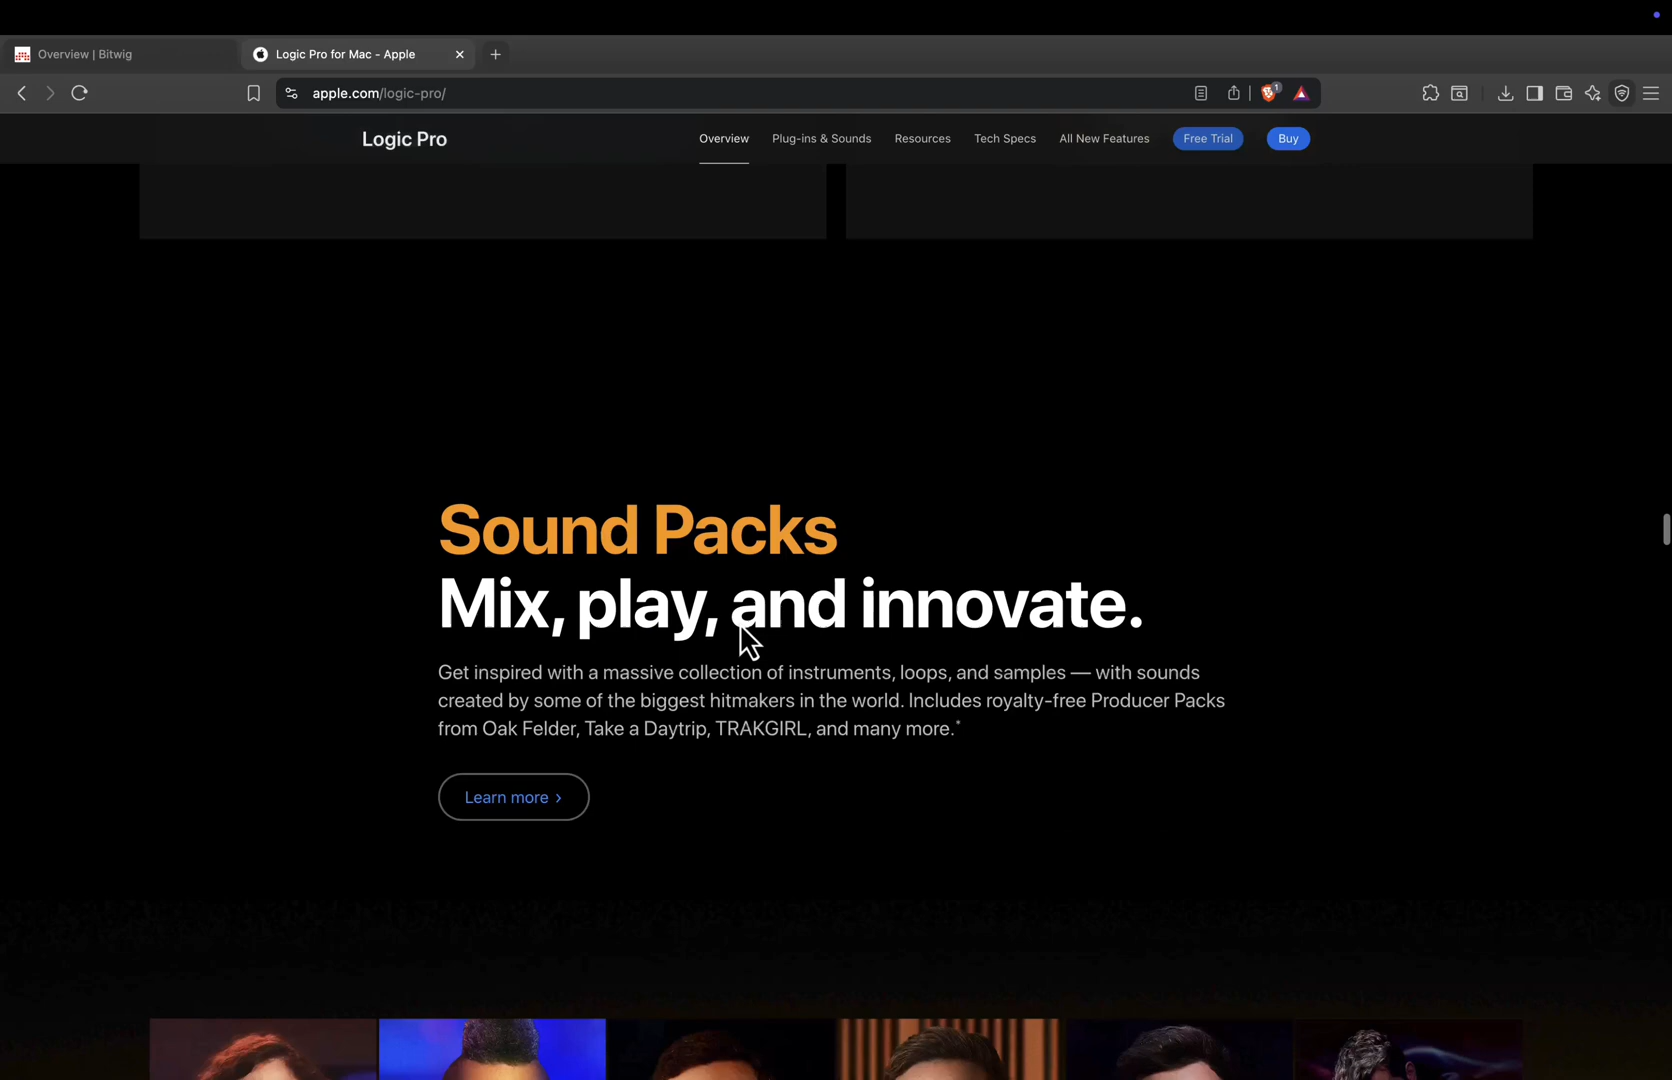 Overview | Bitwig
Logic Pro for Mac - Apple
apple.com/logic-pro/
1
Logic Pro
Overview
Plug-ins & Sounds
Resources
Tech Specs
All New Features
Free Trial
Buy
Sound Packs
Mix, play, and innovate.
Get inspired with a massive collection of instruments, loops, and samples — with sounds
created by some of the biggest hitmakers in the world. Includes royalty-free Producer Packs
from Oak Felder, Take a Daytrip, TRAKGIRL, and many more.*
Learn more ›